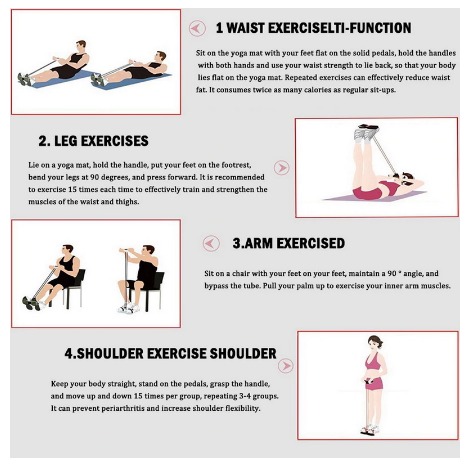 1 WAIST EXERCISELTI-FUNCTION
Sit on the yoga mat with your feet flat on the solid pedals, hold the handles
with both hands and use your waist strength to lie back, so that your body
lies flat on the yoga mat. Repeated exercises can effectively reduce waist
fat. It consumes twice as many calories as regular sit-ups.
2. LEG EXERCISES
Lie on a yoga mat, hold the handle, put your feet on the footrest,
bend your legs at 90 degrees, and press forward. It is recommended
to exercise 15 times each time to effectively train and strengthen the
muscles of the waist and thighs.
3.ARM EXERCISED
Sit on a chair with your feet on your feet, maintain a 90 ° angle, and
bypass the tube. Pull your palm up to exercise your inner arm muscles.
4.SHOULDER EXERCISE SHOULDER
Keep your body straight, stand on the pedals, grasp the handle,
and move up and down 15 times per group, repeating 3-4 groups.
It can prevent periarthritis and increase shoulder flexibility.